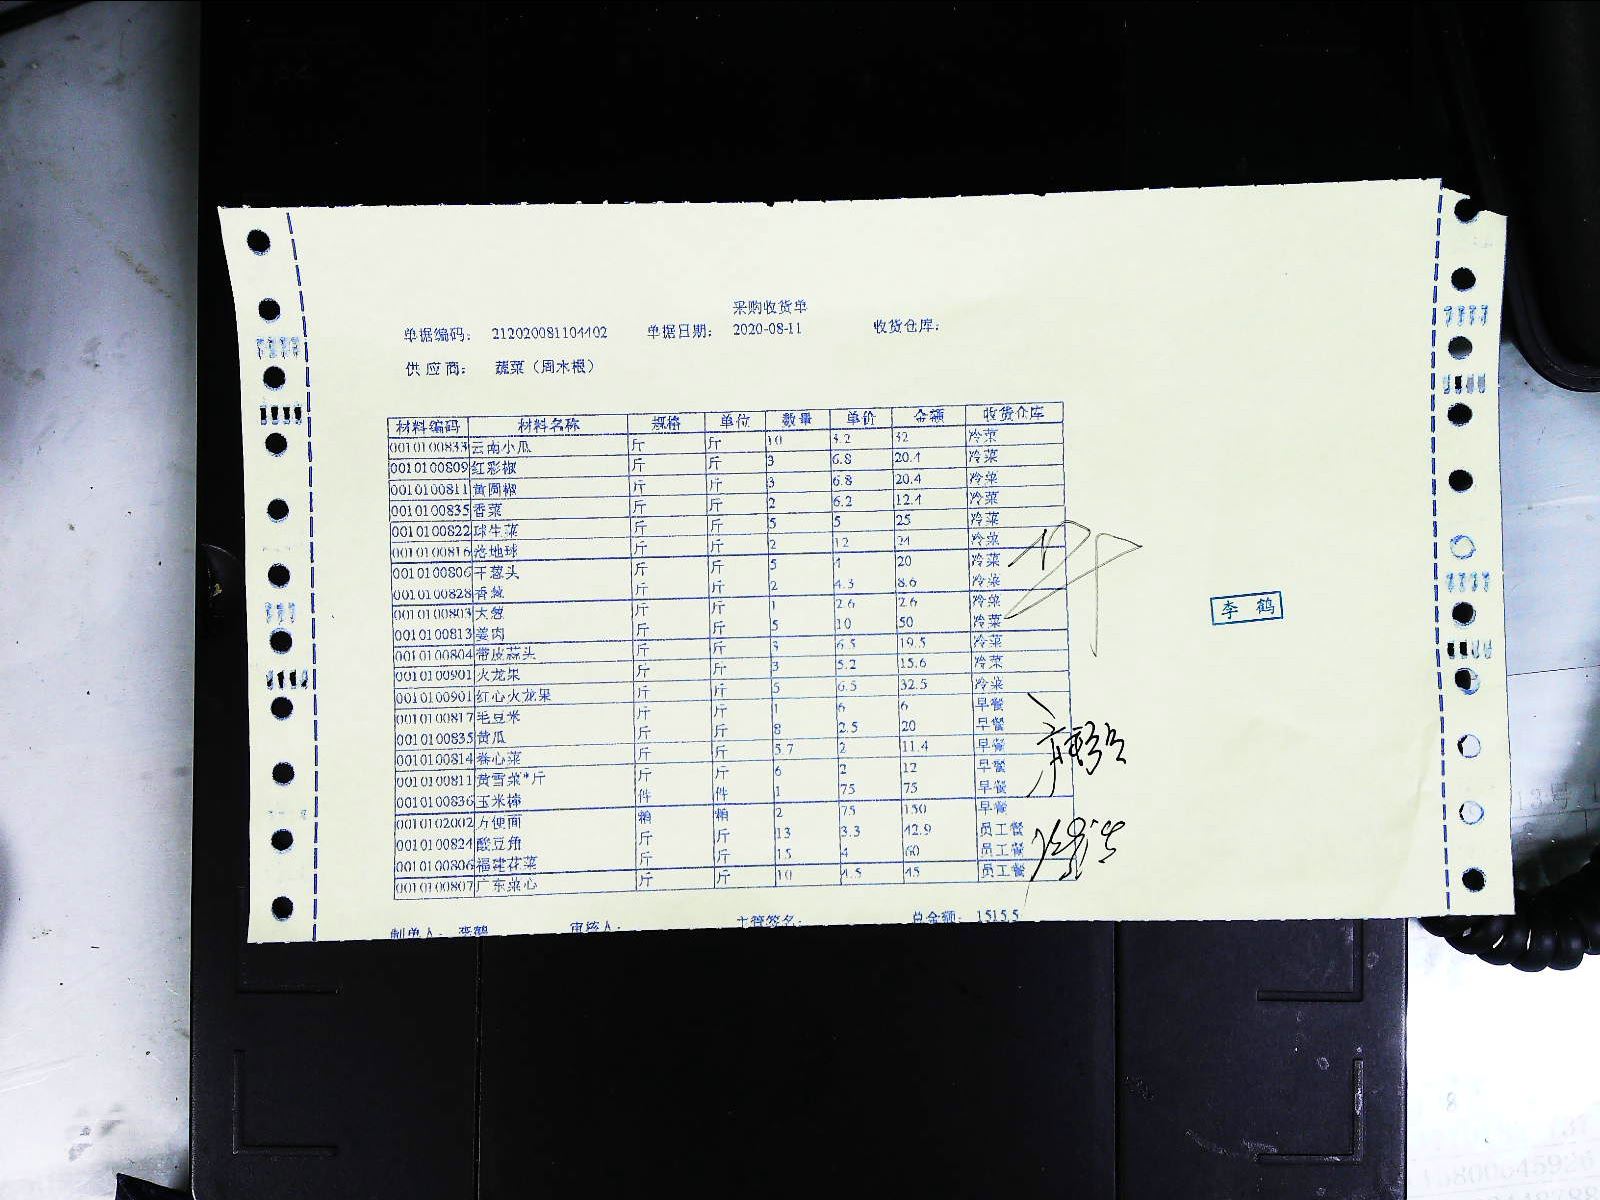 采购收货单
单据编码： 212020081104402 单据日期： 2020-08-11 收货仓库：
供 应 商： 蔬菜（周木根）
材料编码 材料名称 规格 单位 数量 单价 金额 收货仓库
0010100833 云南小瓜 斤 斤 10 3.2 32 冷菜
0010100809 红彩椒 斤 斤 3 6.8 20.4 冷菜
0010100811 黄圆椒 斤 斤 3 6.8 20.4 冷菜
0010100835 香菜 斤 斤 2 6.2 12.4 冷菜
0010100822 球生菜 斤 斤 5 5 25 冷菜
0010100816 落地球 斤 斤 2 12 24 冷菜
0010100806 干葱头 斤 斤 5 4 20 冷菜
0010100828 香葱 斤 斤 2 4.3 8.6 冷菜
0010100803 大葱 斤 斤 1 2.6 2.6 冷菜
0010100813 姜肉 斤 斤 5 10 50 冷菜
0010100804 带皮蒜头 斤 斤 3 6.5 19.5 冷菜
0010100901 火龙果 斤 斤 3 5.2 15.6 冷菜
0010100901 红心火龙果 斤 斤 5 6.5 32.5 冷菜
0010100817 毛豆米 斤 斤 1 6 6 早餐
0010100835 黄瓜 斤 斤 8 2.5 20 早餐
0010100814 卷心菜 斤 斤 5.7 2 11.4 早餐
0010100811 黄雪菜*斤 斤 斤 6 2 12 早餐
0010100836 玉米棒 件 件 1 75 75 早餐
0010102002 方便面 箱 箱 2 75 150 早餐
0010100824 酸豆角 斤 斤 13 3.3 42.9 员工餐
0010100806 福建花菜 斤 斤 15 4 60 员工餐
0010100807 广东菜心 斤 斤 10 4.5 45 员工餐
制单人： 李鹤 审核人： 主管签名： 总金额： 1515.5
李 鹤